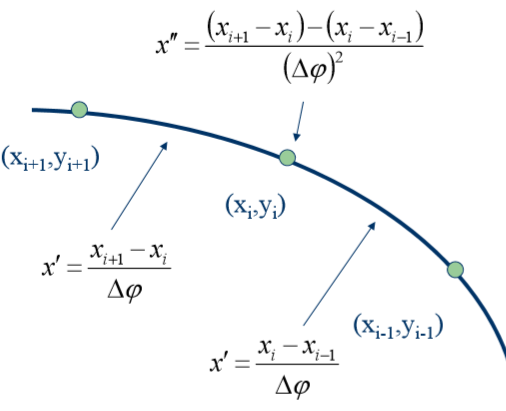 x″ = (x_{i+1} − x_i) − (x_i − x_{i−1}) / (Δφ)²
(x_{i+1},y_{i+1})
(x_i,y_i)
x′ = x_{i+1} − x_i / Δφ
(x_{i-1},y_{i-1})
x′ = x_i − x_{i−1} / Δφ